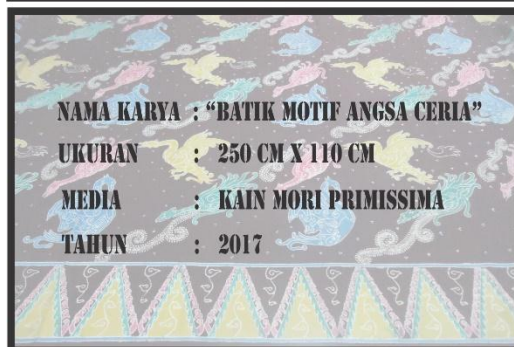 NAMA KARYA : “BATIK MOTIF ANGSA CERIA”
UKURAN : 250 CM X 110 CM
MEDIA : KAIN MORI PRIMISSIMA
TAHUN : 2017